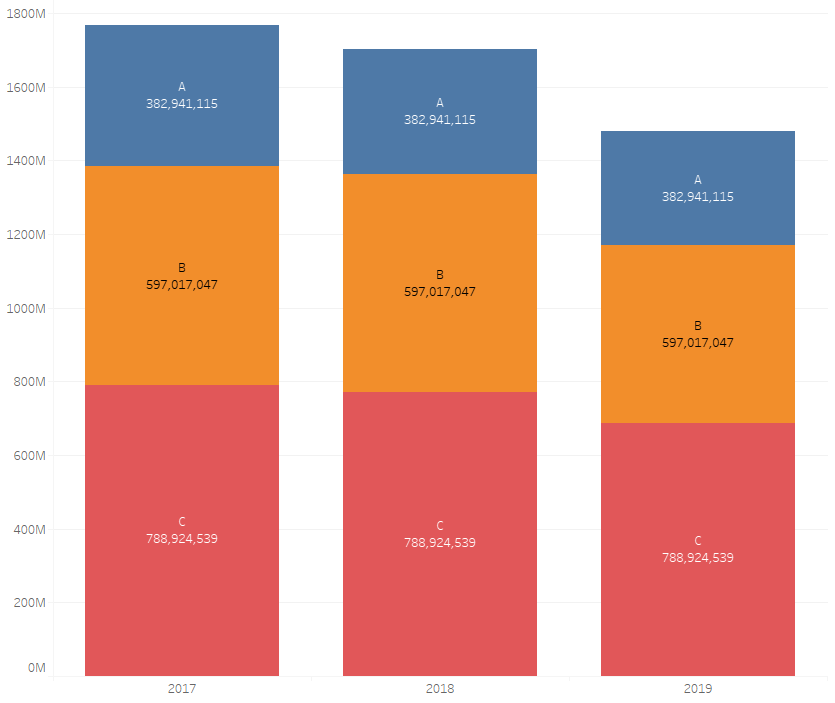 1800M
1600M
1400M
1200M
1000M
800M
600M
400M
200M
0M
A
382,941,115
B
597,017,047
C
788,924,539
A
382,941,115
B
597,017,047
C
788,924,539
A
382,941,115
B
597,017,047
C
788,924,539
2017
2018
2019